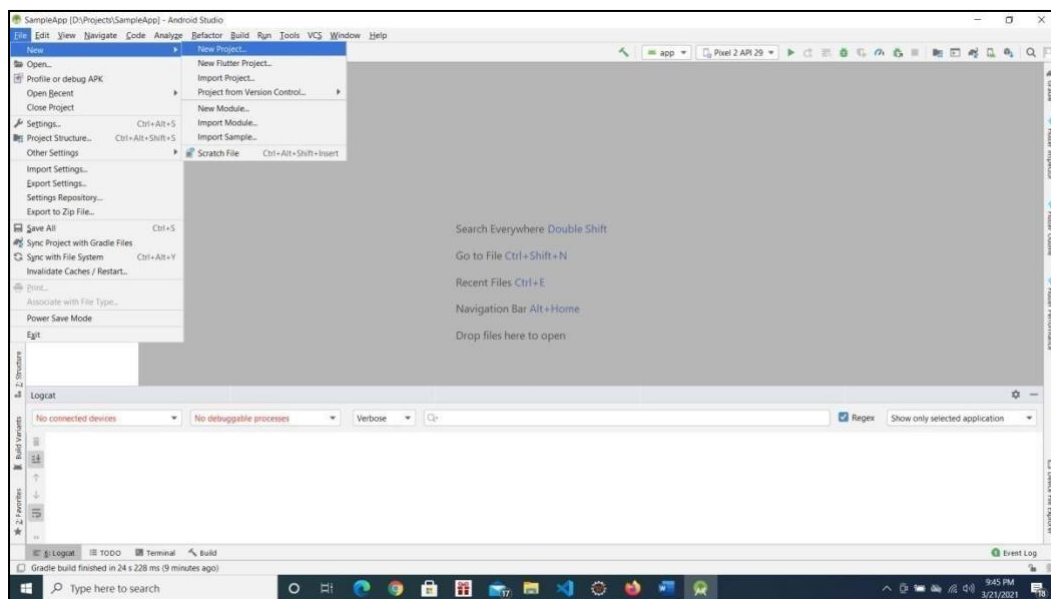 SampleApp [D:\Projects\SampleApp] - Android Studio
File Edit View Navigate Code Analyze Refactor Build Run Tools VCS Window Help
New
Open...
Profile or debug APK
Open Recent
Close Project
Settings... Ctrl+Alt+S
Project Structure... Ctrl+Alt+Shift+S
Other Settings
Import Settings...
Export Settings...
Settings Repository...
Export to Zip File...
Save All Ctrl+S
Sync Project with Gradle Files
Sync with File System Ctrl+Alt+Y
Invalidate Caches / Restart...
Print...
Associate with File Type...
Power Save Mode
Exit
New Project...
New Flutter Project...
Import Project...
Project from Version Control...
New Module...
Import Module...
Import Sample...
Scratch File Ctrl+Alt+Shift+Insert
app
Pixel 2 API 29
Search Everywhere Double Shift
Go to File Ctrl+Shift+N
Recent Files Ctrl+E
Navigation Bar Alt+Home
Drop files here to open
Z: Structure
Build Variants
2: Favorites
Logcat
No connected devices
No debuggable processes
Verbose
Regex
Show only selected application
6: Logcat TODO Terminal Build
Event Log
Gradle build finished in 24 s 228 ms (9 minutes ago)
Type here to search
17
9:45 PM
3/21/2021
18